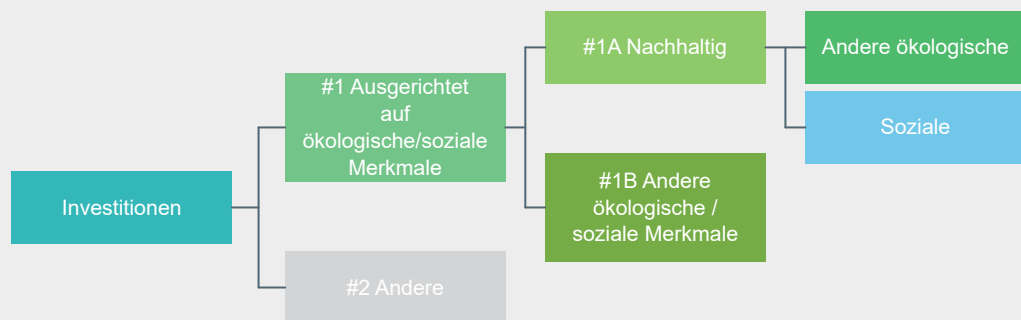 Investitionen
#1 Ausgerichtet
auf
ökologische/soziale
Merkmale
#2 Andere
#1A Nachhaltig
#1B Andere
ökologische /
soziale Merkmale
Andere ökologische
Soziale